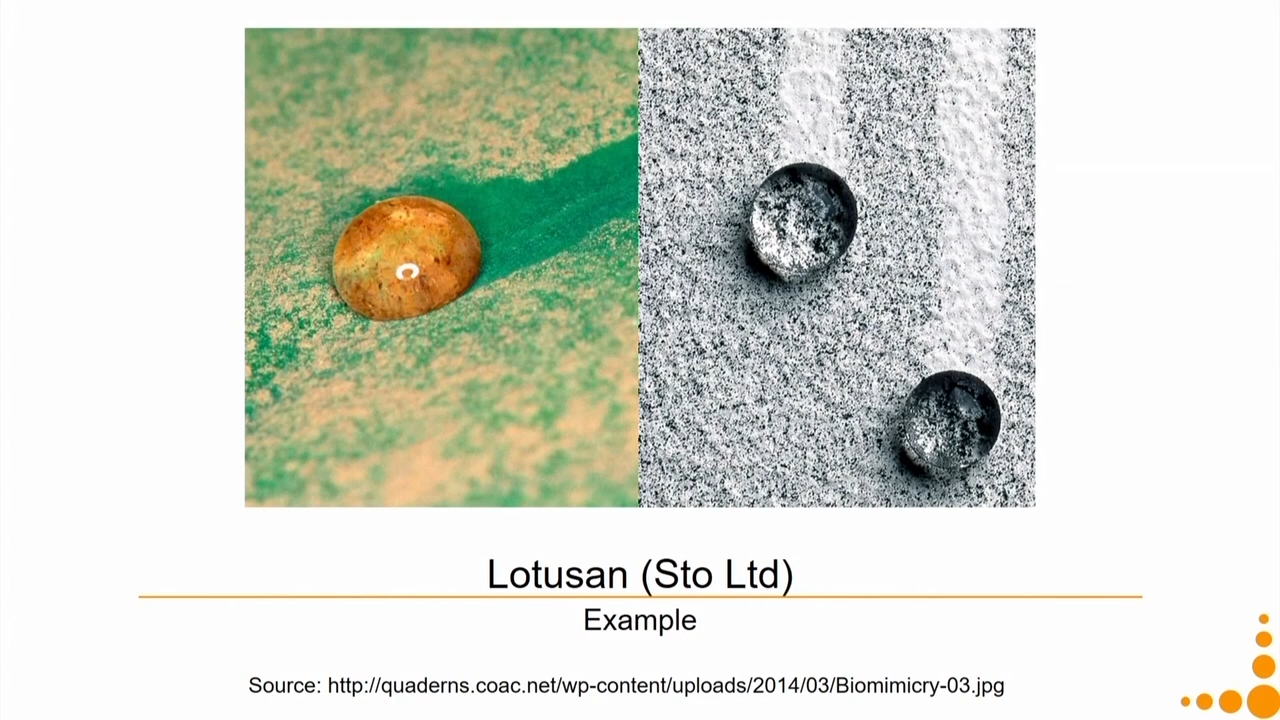 Lotusan (Sto Ltd)
Example
Source: http://quaderns.coac.net/wp-content/uploads/2014/03/Biomimicry-03.jpg